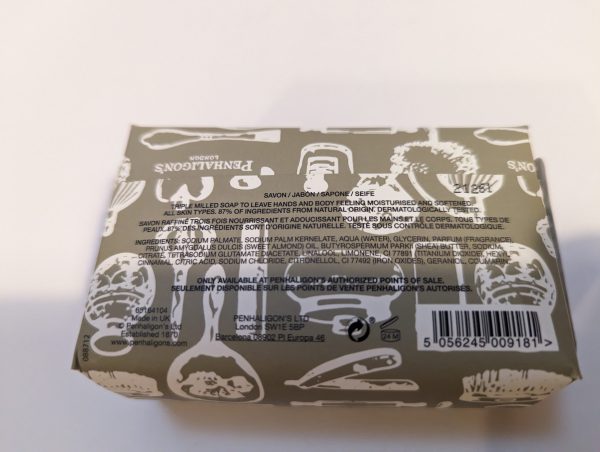 PENHALIGON'S
LONDON
SAVON / JABÓN / SAPONE / SEIFE
21251
TRIPLE MILLED SOAP TO LEAVE HANDS AND BODY FEELING MOISTURISED AND SOFTENED.
ALL SKIN TYPES. 87% OF INGREDIENTS FROM NATURAL ORIGIN. DERMATOLOGICALLY TESTED.
SAVON RAFFINÉ TROIS FOIS NOURRISSANT ET ADOUCISSANT POUR LES MAINS ET LE CORPS. TOUS TYPES DE
PEAUX. 87% DES INGRÉDIENTS SONT D'ORIGINE NATURELLE. TESTÉ SOUS CONTRÔLE DERMATOLOGIQUE.
INGREDIENTS: SODIUM PALMATE, SODIUM PALM KERNELATE, AQUA (WATER), GLYCERIN, PARFUM (FRAGRANCE),
PRUNUS AMYGDALUS DULCIS (SWEET ALMOND) OIL, BUTYROSPERMUM PARKII (SHEA) BUTTER, SODIUM
CITRATE, TETRASODIUM GLUTAMATE DIACETATE, LINALOOL, LIMONENE, CI 77891 (TITANIUM DIOXIDE), HEXYL
CINNAMAL, CITRIC ACID, SODIUM CHLORIDE, CITRONELLOL, CI 77492 (IRON OXIDES), GERANIOL, COUMARIN.
ONLY AVAILABLE AT PENHALIGON'S AUTHORIZED POINTS OF SALE.
SEULEMENT DISPONIBLE SUR LES POINTS DE VENTE PENHALIGON'S AUTORISÉS.
65164104
Made in UK
Penhaligon's Ltd
Established 1870
www.penhaligons.com
PENHALIGON'S LTD
London SW1E 5BP
Barcelona 08902 Pl Europa 46
24 M
5 056245 009181 >